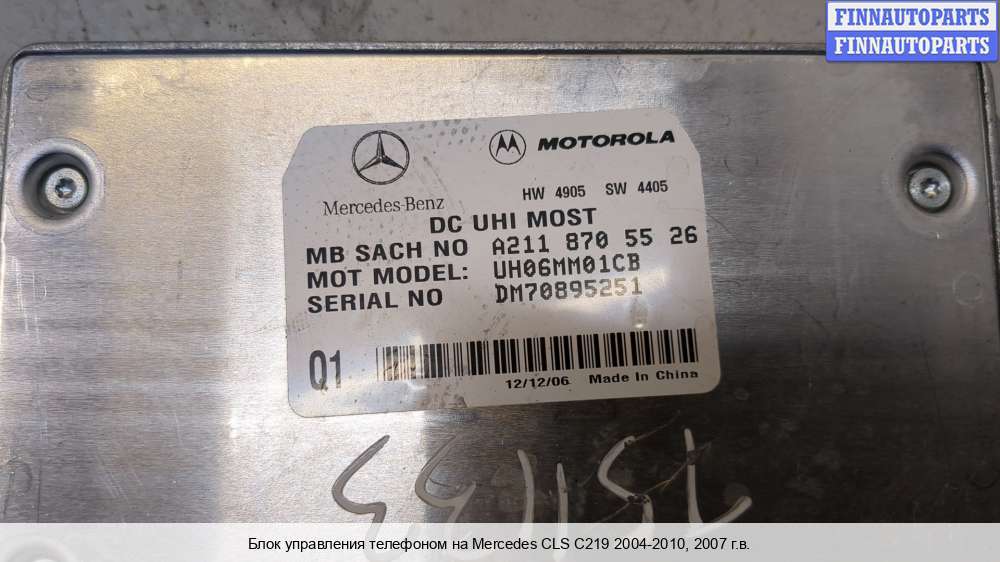 FINNAUTOPARTS
FINNAUTOPARTS
MOTOROLA
HW 4905 SW 4405
Mercedes-Benz
DC UHI MOST
MB SACH NO A211 870 55 26
MOT MODEL: UH06MM01CB
SERIAL NO DM70895251
Q1
12/12/06 Made In China
Блок управления телефоном на Mercedes CLS C219 2004-2010, 2007 г.в.